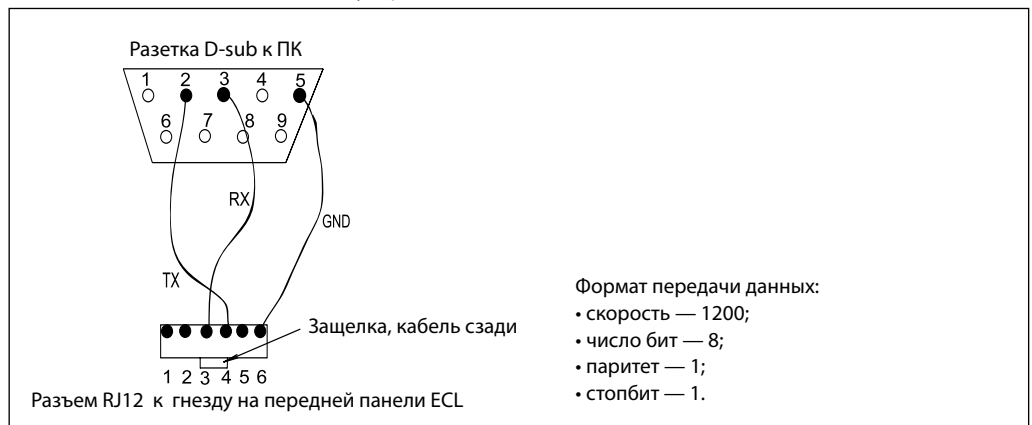 Разетка D-sub к ПК
1 2 3 4 5
6 7 8 9
RX
GND
TX
Защелка, кабель сзади
1 2 3 4 5 6
Разъем RJ12 к гнезду на передней панели ECL
Формат передачи данных:
• скорость — 1200;
• число бит — 8;
• паритет — 1;
• стопбит — 1.